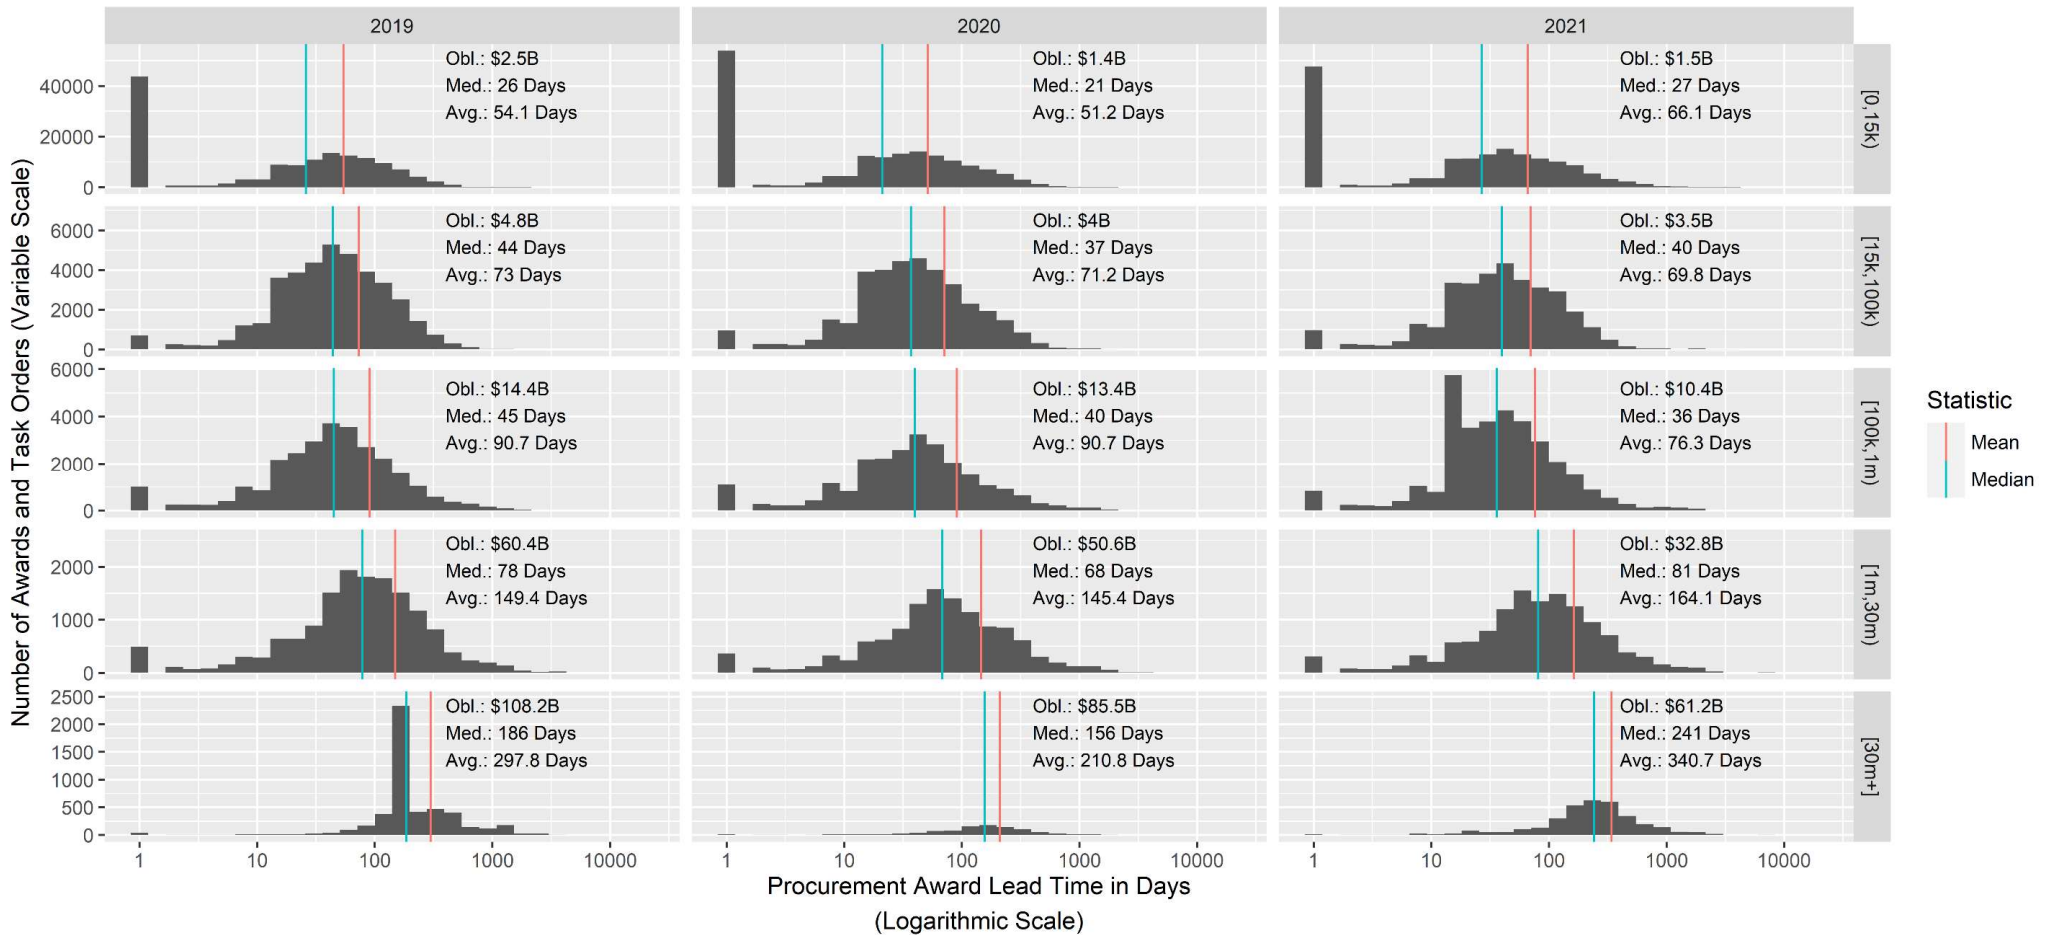 2019 2020 2021
Number of Awards and Task Orders (Variable Scale)
40000
20000
0
Obl.: $2.5B
Med.: 26 Days
Avg.: 54.1 Days
Obl.: $1.4B
Med.: 21 Days
Avg.: 51.2 Days
Obl.: $1.5B
Med.: 27 Days
Avg.: 66.1 Days
[0,15k)
6000
4000
2000
0
Obl.: $4.8B
Med.: 44 Days
Avg.: 73 Days
Obl.: $4B
Med.: 37 Days
Avg.: 71.2 Days
Obl.: $3.5B
Med.: 40 Days
Avg.: 69.8 Days
[15k,100k)
6000
4000
2000
0
Obl.: $14.4B
Med.: 45 Days
Avg.: 90.7 Days
Obl.: $13.4B
Med.: 40 Days
Avg.: 90.7 Days
Obl.: $10.4B
Med.: 36 Days
Avg.: 76.3 Days
[100k,1m)
2000
1000
0
Obl.: $60.4B
Med.: 78 Days
Avg.: 149.4 Days
Obl.: $50.6B
Med.: 68 Days
Avg.: 145.4 Days
Obl.: $32.8B
Med.: 81 Days
Avg.: 164.1 Days
[1m,30m)
2500
2000
1500
1000
500
0
Obl.: $108.2B
Med.: 186 Days
Avg.: 297.8 Days
Obl.: $85.5B
Med.: 156 Days
Avg.: 210.8 Days
Obl.: $61.2B
Med.: 241 Days
Avg.: 340.7 Days
[30m+]
1 10 100 1000 10000
1 10 100 1000 10000
1 10 100 1000 10000
Procurement Award Lead Time in Days
(Logarithmic Scale)
Statistic
Mean
Median